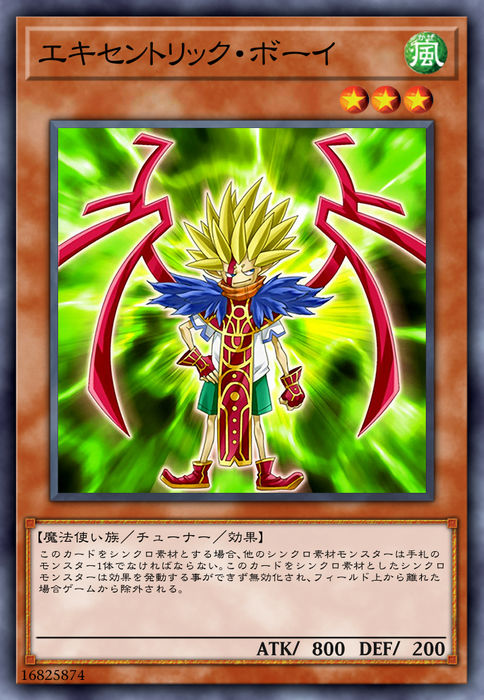 エキセントリック・ボーイ
風
かぜ
【魔法使い族／チューナー／効果】
このカードをシンクロ素材とする場合、他のシンクロ素材モンスターは手札の
モンスター1体でなければならない。このカードをシンクロ素材としたシンクロ
モンスターは効果を発動する事ができず無効化され、フィールド上から離れた
場合ゲームから除外される。
ATK/ 800 DEF/ 200
16825874